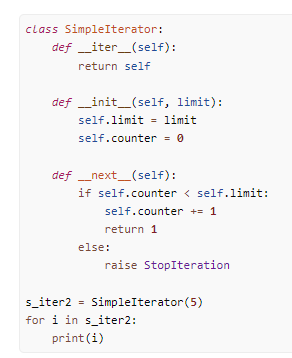 class SimpleIterator:
    def __iter__(self):
        return self

    def __init__(self, limit):
        self.limit = limit
        self.counter = 0

    def __next__(self):
        if self.counter < self.limit:
            self.counter += 1
            return 1
        else:
            raise StopIteration

s_iter2 = SimpleIterator(5)
for i in s_iter2:
    print(i)